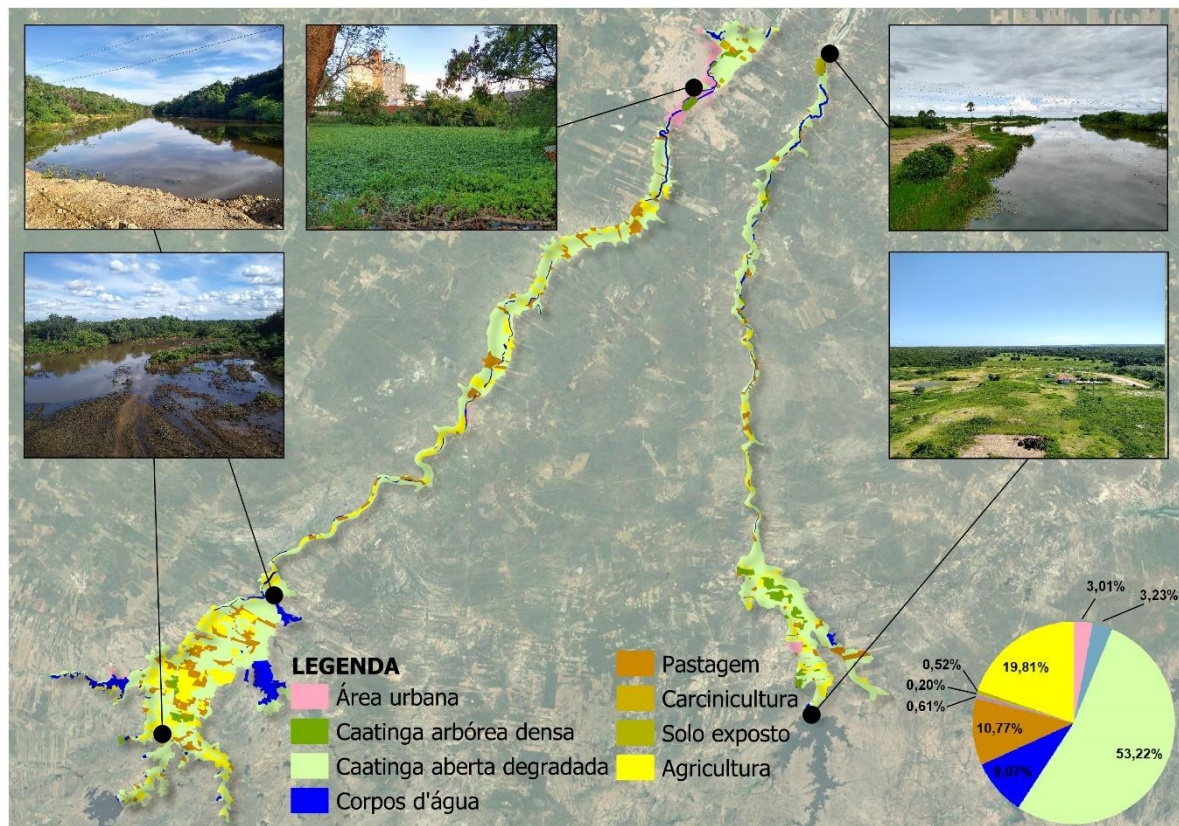 LEGENDA
Área urbana
Caatinga arbórea densa
Caatinga aberta degradada
Corpos d'água
Pastagem
Carcinicultura
Solo exposto
Agricultura
3,01%
3,23%
53,22%
9,07%
10,77%
0,61%
0,20%
0,52%
19,81%